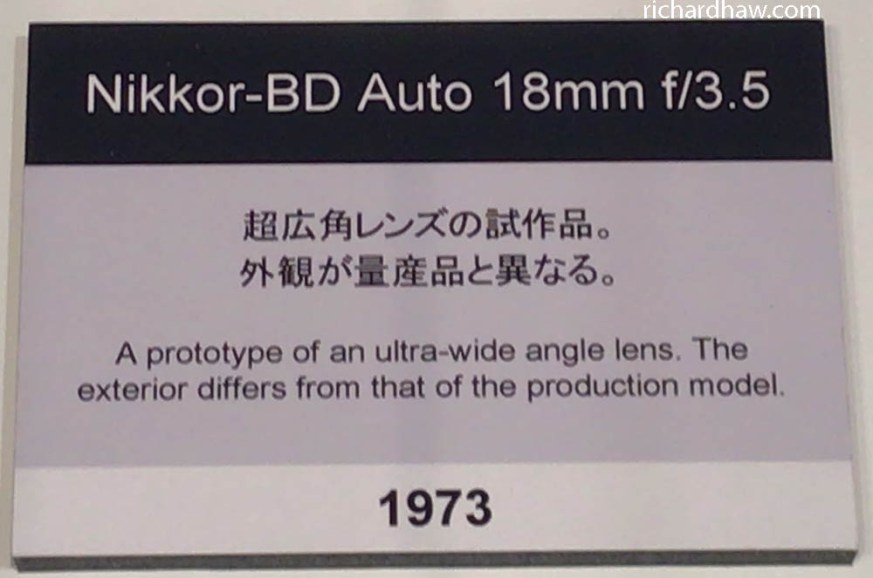 richardhaw.com
Nikkor-BD Auto 18mm f/3.5
超広角レンズの試作品。
外観が量産品と異なる。
A prototype of an ultra-wide angle lens. The
exterior differs from that of the production model.
1973